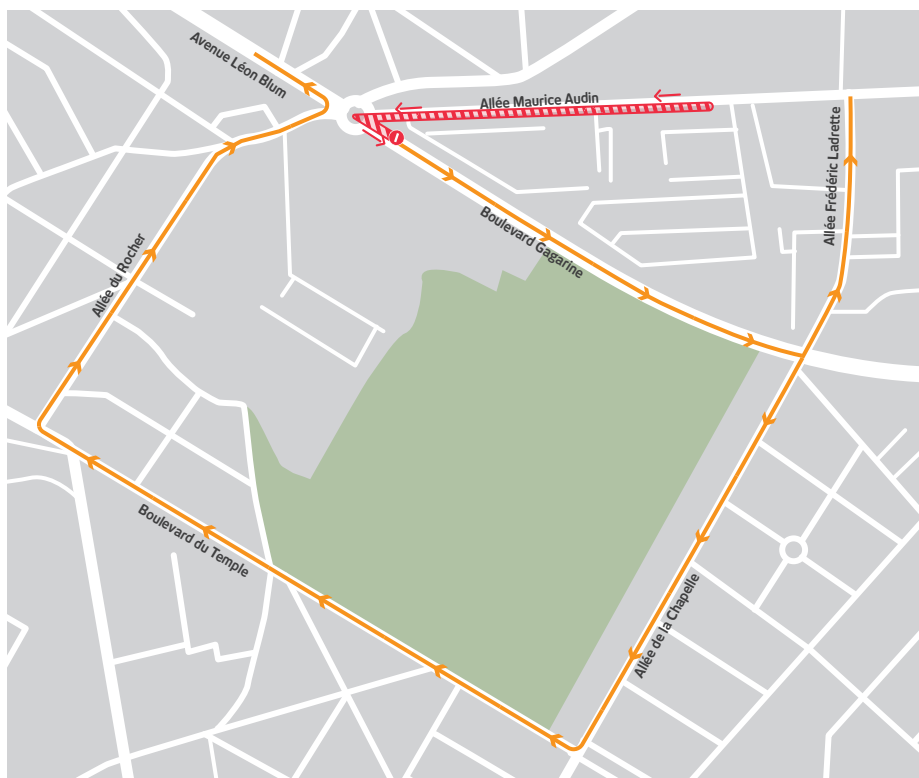 Avenue Léon Blum
Allée Maurice Audin
Allée Frédéric Ladrette
Boulevard Gagarine
Allée du Rocher
Boulevard du Temple
Allée de la Chapelle